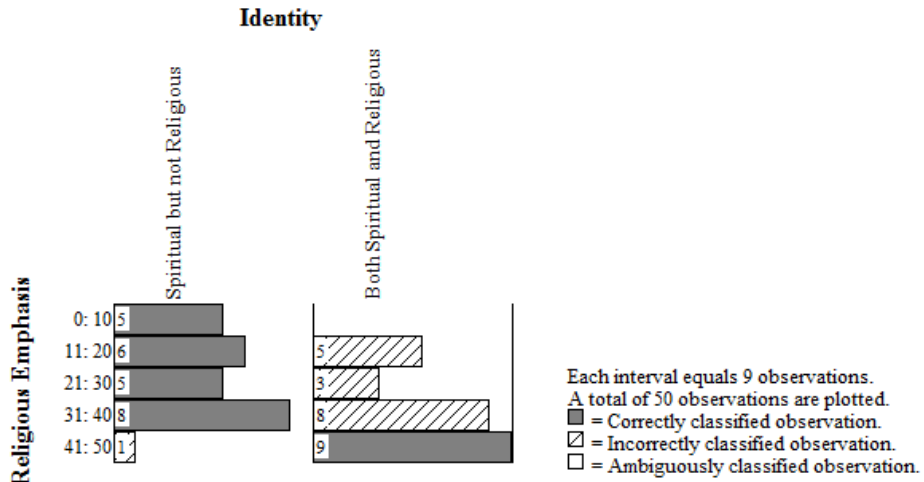 Identity
Spiritual but not Religious
Both Spiritual and Religious
Religious Emphasis
0: 10 5
11: 20 6 5
21: 30 5 3
31: 40 8 8
41: 50 1 9
Each interval equals 9 observations.
A total of 50 observations are plotted.
= Correctly classified observation.
= Incorrectly classified observation.
= Ambiguously classified observation.